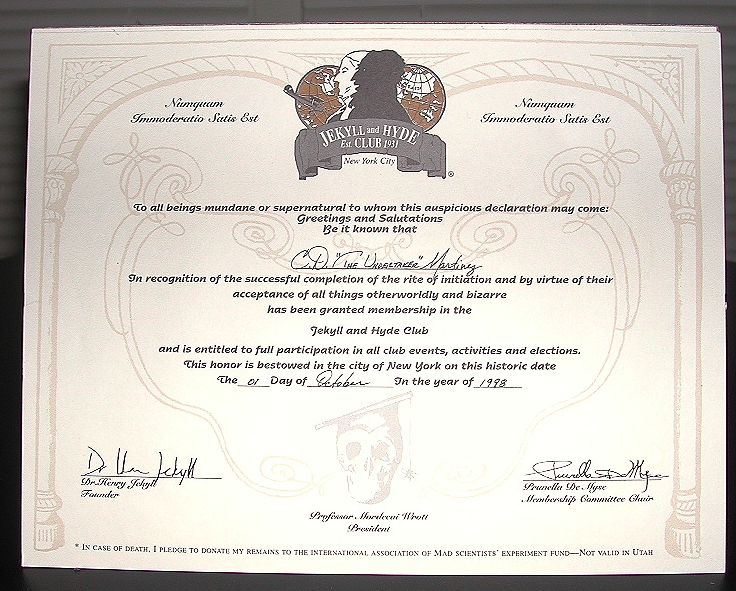 Numquam
Immoderatio Satis Est
JEKYLL and HYDE
Est. CLUB 1931
New York City
®
Numquam
Immoderatio Satis Est
To all beings mundane or supernatural to whom this auspicious declaration may come:
Greetings and Salutations
Be it known that
C.D. "The Undertaker" Martinez
In recognition of the successful completion of the rite of initiation and by virtue of their
acceptance of all things otherworldly and bizarre
has been granted membership in the
Jekyll and Hyde Club
and is entitled to full participation in all club events, activities and elections.
This honor is bestowed in the city of New York on this historic date
The 01 Day of October In the year of 1998
Dr Hen Jekyll
Dr. Henry Jekyll
Founder
Prunella De Myse
Prunella De Myse
Membership Committee Chair
Professor Mordecai Wrott
President
* IN CASE OF DEATH, I PLEDGE TO DONATE MY REMAINS TO THE INTERNATIONAL ASSOCIATION OF MAD SCIENTISTS' EXPERIMENT FUND—NOT VALID IN UTAH